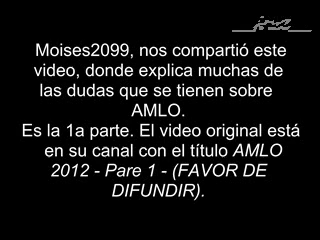 Moises2099, nos compartió este
video, donde explica muchas de
las dudas que se tienen sobre
AMLO.
Es la 1a parte. El video original está
en su canal con el título AMLO
2012 - Pare 1 - (FAVOR DE
DIFUNDIR).